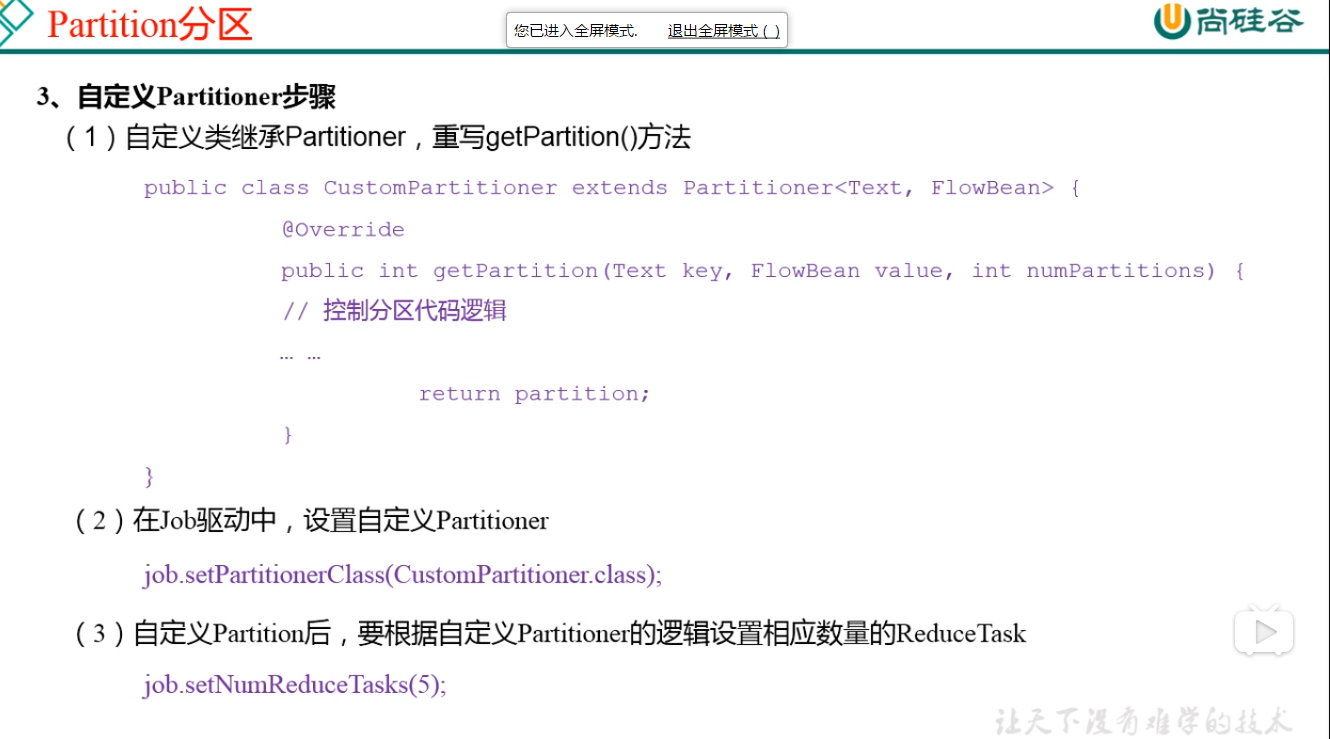 Partition分区
您已进入全屏模式. 退出全屏模式 ( )
尚硅谷
3、自定义Partitioner步骤
（1）自定义类继承Partitioner，重写getPartition()方法
public class CustomPartitioner extends Partitioner<Text, FlowBean> {
@Override
public int getPartition(Text key, FlowBean value, int numPartitions) {
// 控制分区代码逻辑
… …
return partition;
}
}
（2）在Job驱动中，设置自定义Partitioner
job.setPartitionerClass(CustomPartitioner.class);
（3）自定义Partition后，要根据自定义Partitioner的逻辑设置相应数量的ReduceTask
job.setNumReduceTasks(5);
让天下没有难学的技术